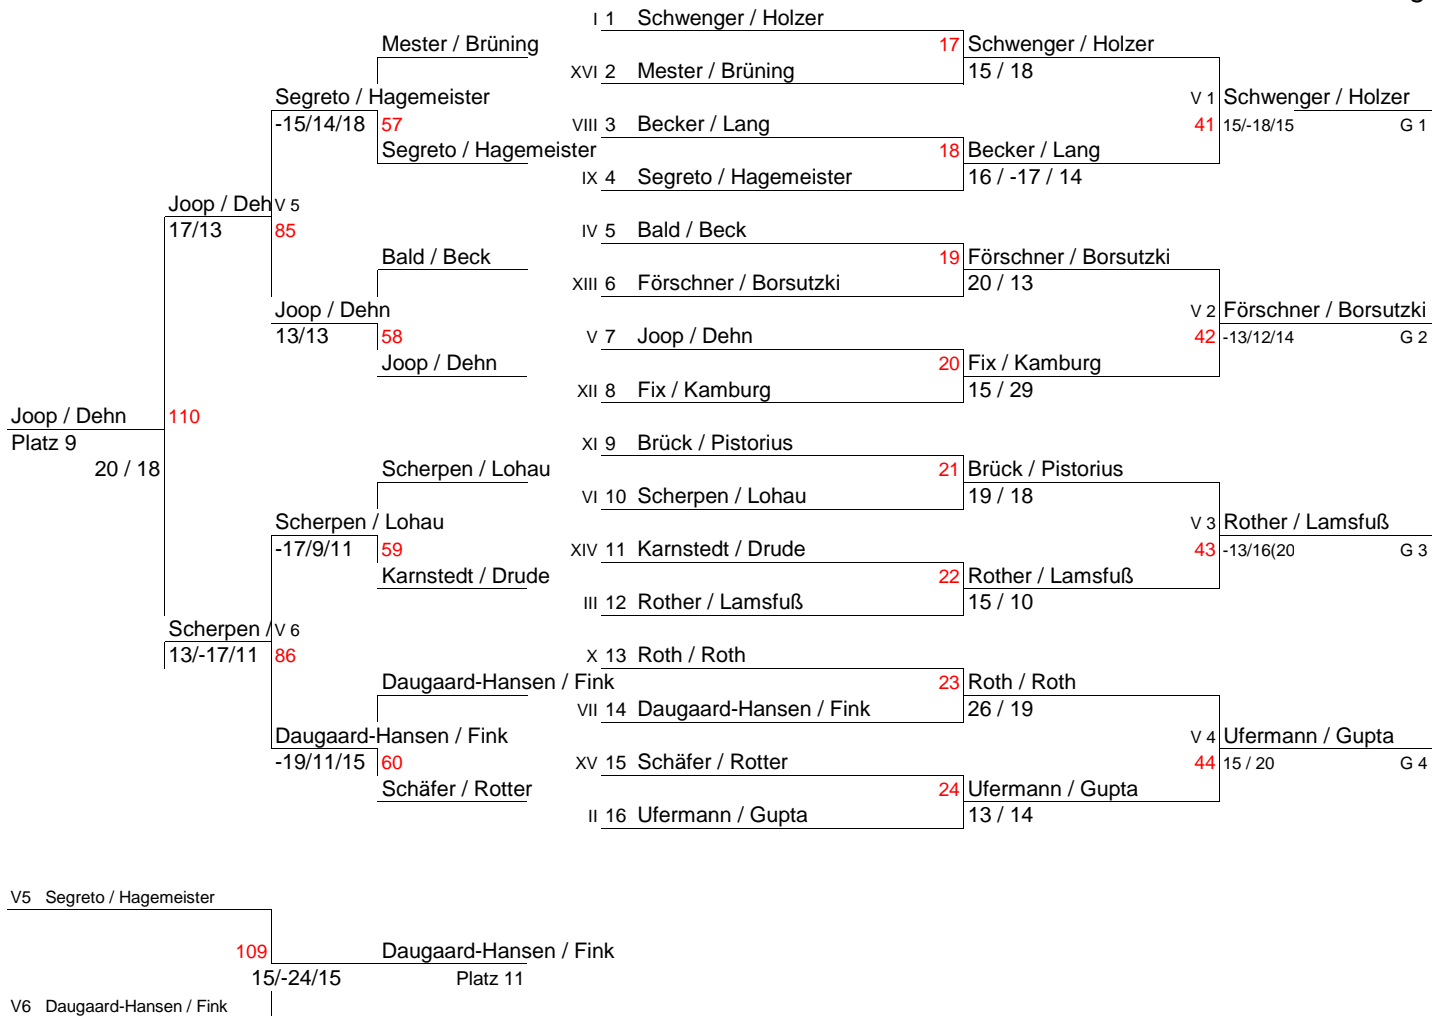 I 1 Schwenger / Holzer
Mester / Brüning 17 Schwenger / Holzer
XVI 2 Mester / Brüning 15 / 18
Segreto / Hagemeister V 1 Schwenger / Holzer
-15/14/18 57 VIII 3 Becker / Lang 41 15/-18/15 G 1
Segreto / Hagemeister 18 Becker / Lang
IX 4 Segreto / Hagemeister 16 / -17 / 14
Joop / Deh V 5
17/13 85 IV 5 Bald / Beck
Bald / Beck 19 Förschner / Borsutzki
XIII 6 Förschner / Borsutzki 20 / 13
Joop / Dehn V 2 Förschner / Borsutzki
13/13 58 V 7 Joop / Dehn 42 -13/12/14 G 2
Joop / Dehn 20 Fix / Kamburg
XII 8 Fix / Kamburg 15 / 29
Joop / Dehn 110
Platz 9 XI 9 Brück / Pistorius
20 / 18 Scherpen / Lohau 21 Brück / Pistorius
VI 10 Scherpen / Lohau 19 / 18
Scherpen / Lohau V 3 Rother / Lamsfuß
-17/9/11 59 XIV 11 Karnstedt / Drude 43 -13/16(20 G 3
Karnstedt / Drude 22 Rother / Lamsfuß
III 12 Rother / Lamsfuß 15 / 10
Scherpen / V 6
13/-17/11 86 X 13 Roth / Roth
Daugaard-Hansen / Fink 23 Roth / Roth
VII 14 Daugaard-Hansen / Fink 26 / 19
Daugaard-Hansen / Fink V 4 Ufermann / Gupta
-19/11/15 60 XV 15 Schäfer / Rotter 44 15 / 20 G 4
Schäfer / Rotter 24 Ufermann / Gupta
II 16 Ufermann / Gupta 13 / 14
V5 Segreto / Hagemeister
109 Daugaard-Hansen / Fink
15/-24/15 Platz 11
V6 Daugaard-Hansen / Fink